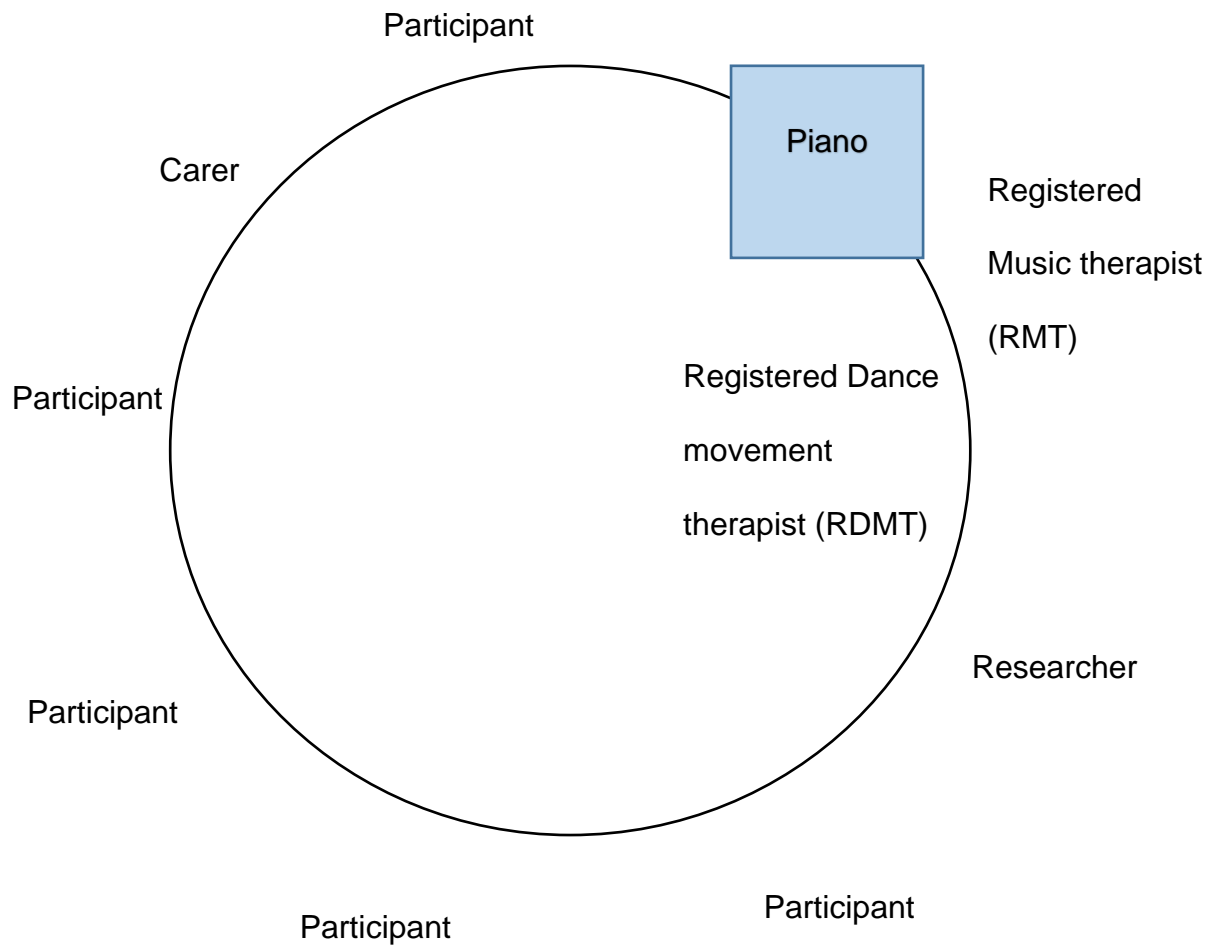 Participant
Piano
Carer
Registered
Music therapist
(RMT)
Registered Dance
movement
therapist (RDMT)
Participant
Researcher
Participant
Participant
Participant